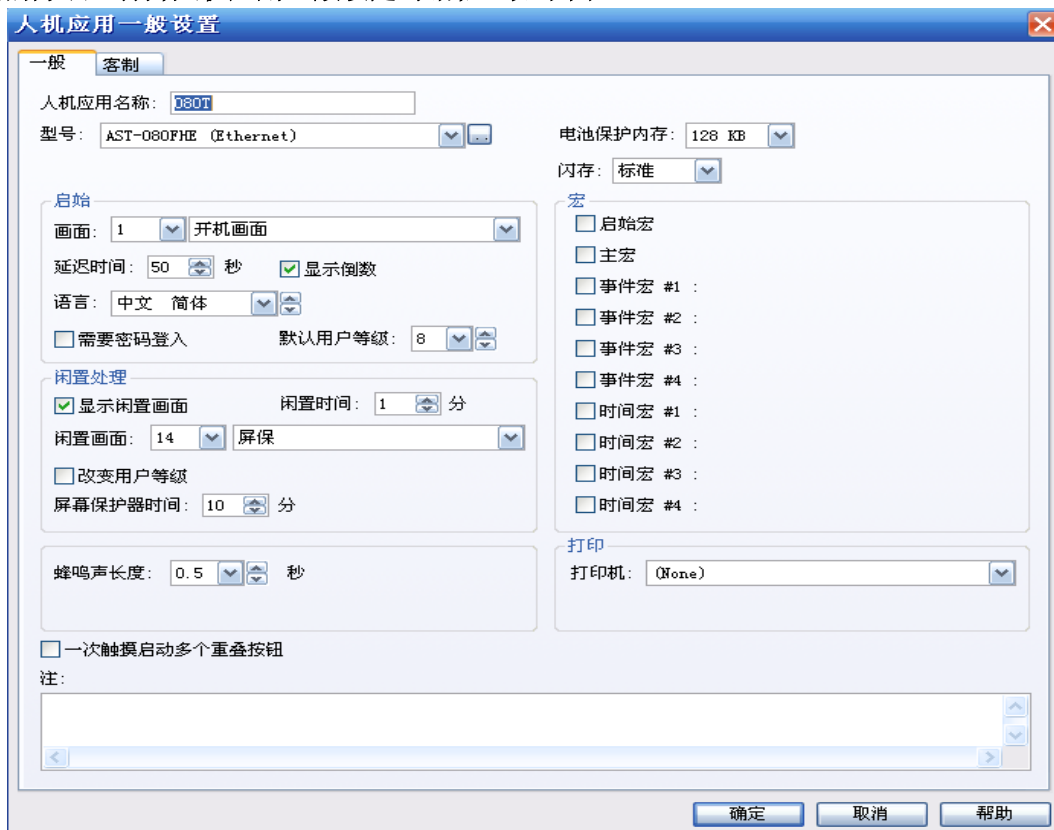 人机应用一般设置
一般 客制
人机应用名称: 080T
型号: AST-080FHE (Ethernet)
电池保护内存: 128 KB
闪存: 标准
启始
画面: 1 开机画面
延迟时间: 50 秒 显示倒数
语言: 中文 简体
需要密码登入 默认用户等级: 8
闲置处理
显示闲置画面 闲置时间: 1 分
闲置画面: 14 屏保
改变用户等级
屏幕保护器时间: 10 分
蜂鸣声长度: 0.5 秒
宏
启始宏
主宏
事件宏 #1 :
事件宏 #2 :
事件宏 #3 :
事件宏 #4 :
时间宏 #1 :
时间宏 #2 :
时间宏 #3 :
时间宏 #4 :
打印
打印机: (None)
一次触摸启动多个重叠按钮
注:
确定 取消 帮助